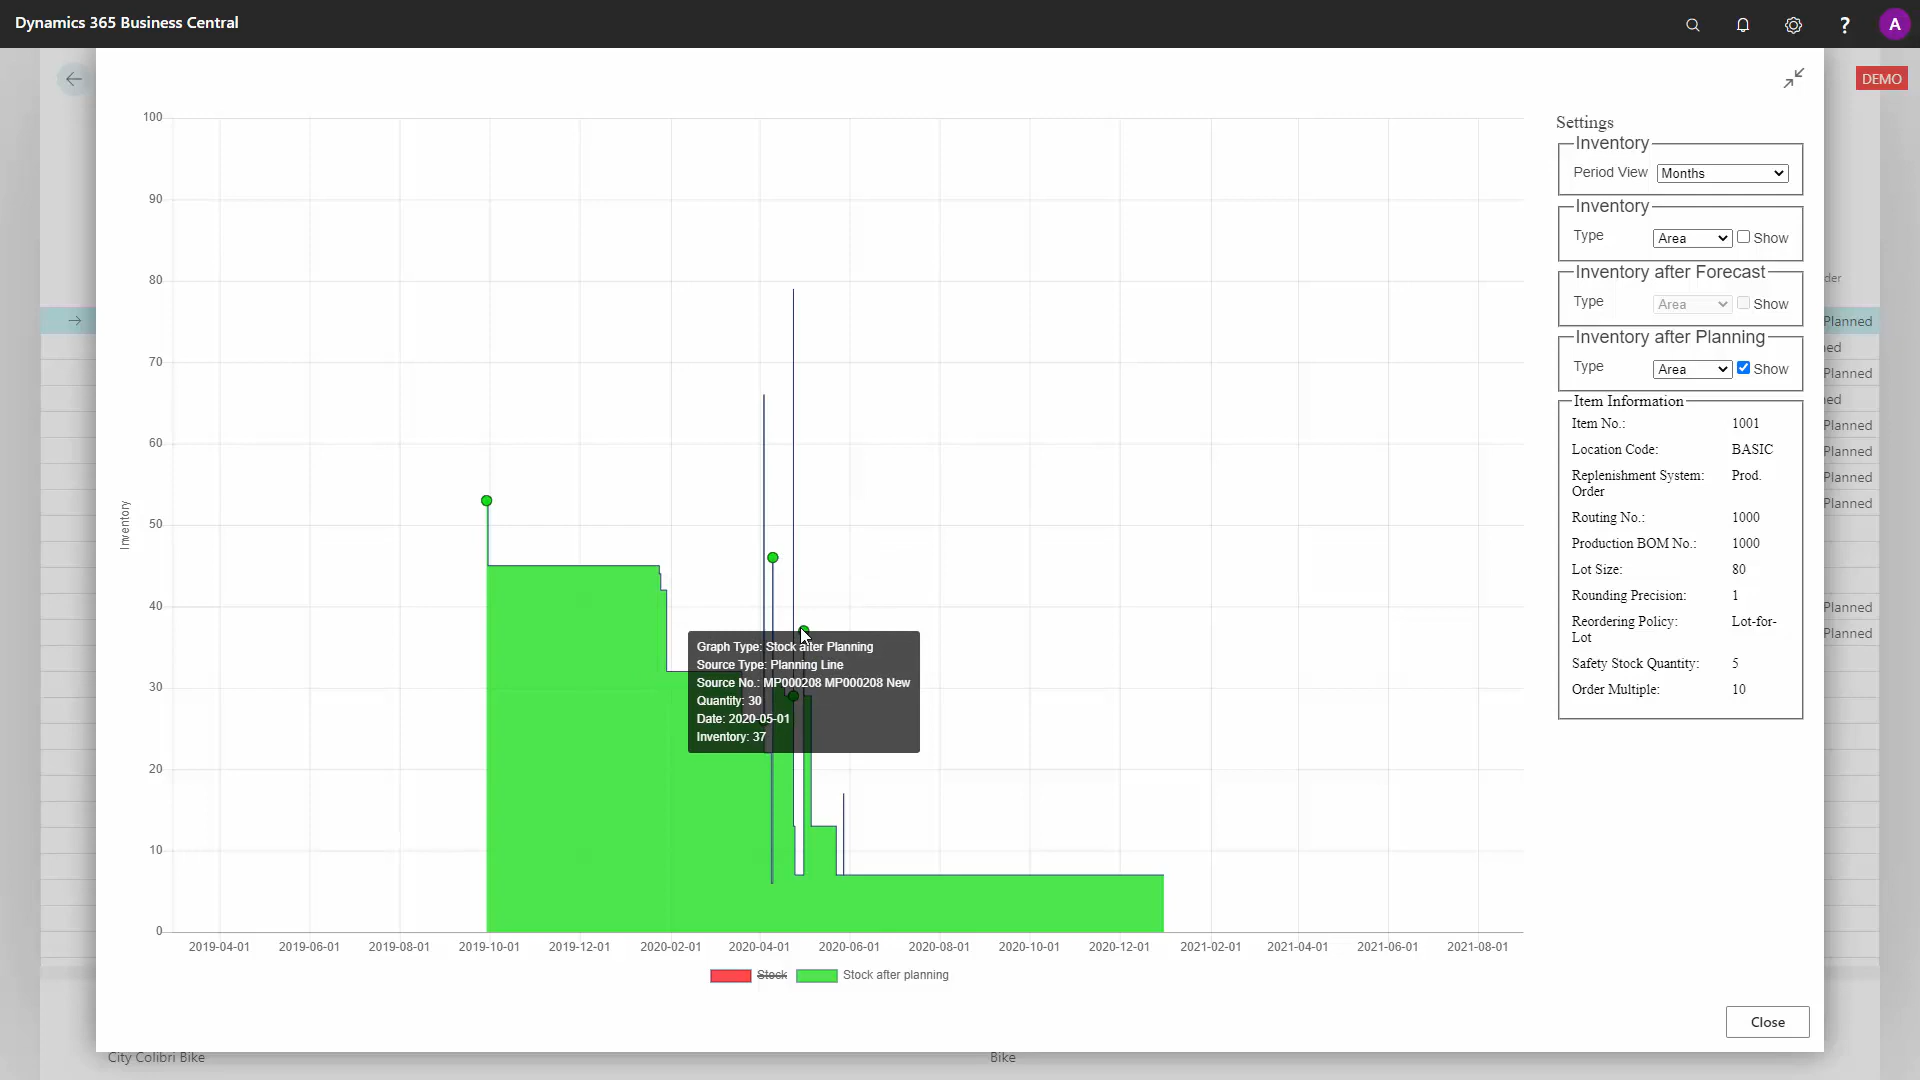 Dynamics 365 Business Central
?
A
DEMO
Settings
Inventory
Period View Months
Inventory
Type Area Show
Inventory after Forecast
Type Area Show
Inventory after Planning
Type Area Show
Item Information
Item No.: 1001
Location Code: BASIC
Replenishment System: Prod.
Order
Routing No.: 1000
Production BOM No.: 1000
Lot Size: 80
Rounding Precision: 1
Reordering Policy: Lot-for-
Lot
Safety Stock Quantity: 5
Order Multiple: 10
100
90
80
70
60
50
40
30
20
10
0
Inventory
Graph Type: Stock after Planning
Source Type: Planning Line
Source No.: MP000208 MP000208 New
Quantity: 30
Date: 2020-05-01
Inventory: 37
2019-04-01 2019-06-01 2019-08-01 2019-10-01 2019-12-01 2020-02-01 2020-04-01 2020-06-01 2020-08-01 2020-10-01 2020-12-01 2021-02-01 2021-04-01 2021-06-01 2021-08-01
Stock Stock after planning
der
Planned
ed
Planned
ed
Planned
Planned
Planned
Planned
Planned
Planned
Close
City Colibri Bike Bike